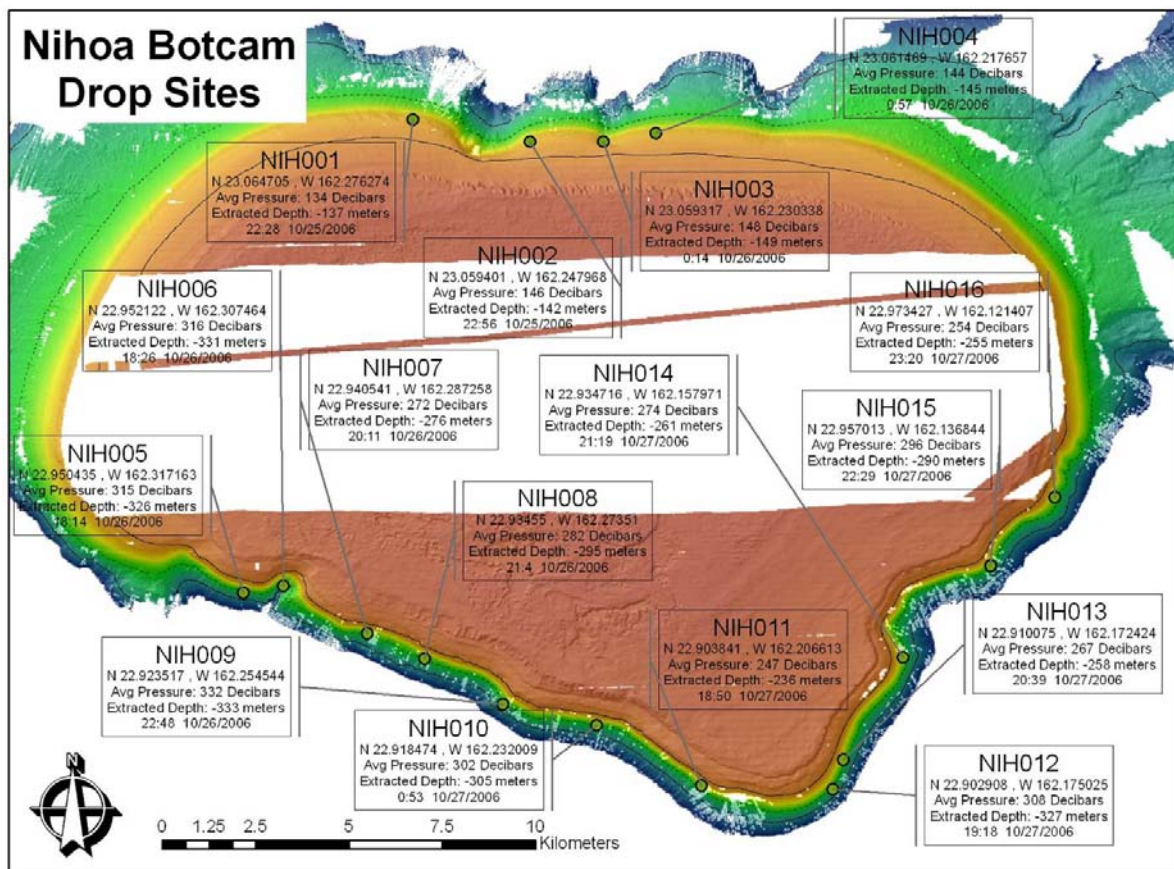 Nihoa Botcam
Drop Sites
NIH004
N 23.061469 , W 162.217657
Avg Pressure: 144 Decibars
Extracted Depth: -145 meters
0:57 10/26/2006
NIH001
N 23.064705 , W 162.276274
Avg Pressure: 134 Decibars
Extracted Depth: -137 meters
22:28 10/25/2006
NIH003
N 23.059317 , W 162.230338
Avg Pressure: 148 Decibars
Extracted Depth: -149 meters
0:14 10/26/2006
NIH002
N 23.059401 , W 162.247968
Avg Pressure: 146 Decibars
Extracted Depth: -142 meters
22:56 10/25/2006
NIH006
N 22.952122 , W 162.307464
Avg Pressure: 316 Decibars
Extracted Depth: -331 meters
18:26 10/26/2006
NIH016
N 22.973427 , W 162.121407
Avg Pressure: 254 Decibars
Extracted Depth: -255 meters
23:20 10/27/2006
NIH007
N 22.940541 , W 162.287258
Avg Pressure: 272 Decibars
Extracted Depth: -276 meters
20:11 10/26/2006
NIH014
N 22.934716 , W 162.157971
Avg Pressure: 274 Decibars
Extracted Depth: -261 meters
21:19 10/27/2006
NIH015
N 22.957013 , W 162.136844
Avg Pressure: 296 Decibars
Extracted Depth: -290 meters
22:29 10/27/2006
NIH005
N 22.950435 , W 162.317163
Avg Pressure: 315 Decibars
Extracted Depth: -326 meters
18:14 10/26/2006
NIH008
N 22.93455 , W 162.27351
Avg Pressure: 282 Decibars
Extracted Depth: -295 meters
21:4 10/26/2006
NIH013
N 22.910075 , W 162.172424
Avg Pressure: 267 Decibars
Extracted Depth: -258 meters
20:39 10/27/2006
NIH011
N 22.903841 , W 162.206613
Avg Pressure: 247 Decibars
Extracted Depth: -236 meters
18:50 10/27/2006
NIH009
N 22.923517 , W 162.254544
Avg Pressure: 332 Decibars
Extracted Depth: -333 meters
22:48 10/26/2006
NIH010
N 22.918474 , W 162.232009
Avg Pressure: 302 Decibars
Extracted Depth: -305 meters
0:53 10/27/2006
NIH012
N 22.902908 , W 162.175025
Avg Pressure: 308 Decibars
Extracted Depth: -327 meters
19:18 10/27/2006
N
0 1.25 2.5 5 7.5 10
Kilometers